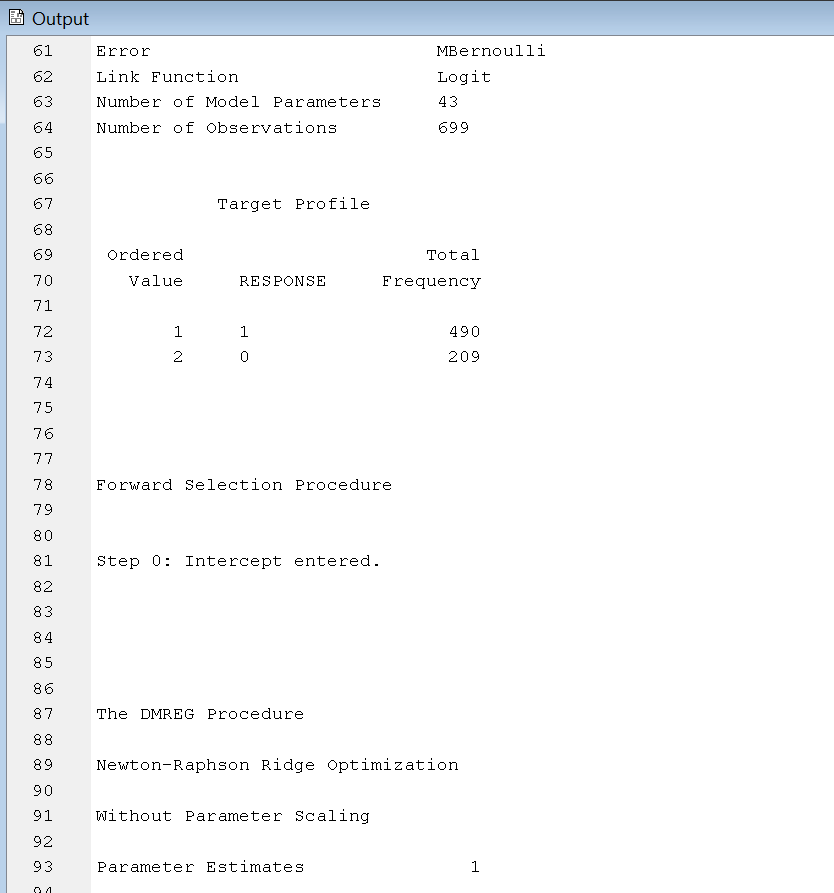 Output
61 Error MBernoulli
62 Link Function Logit
63 Number of Model Parameters 43
64 Number of Observations 699
65
66
67 Target Profile
68
69 Ordered Total
70 Value RESPONSE Frequency
71
72 1 1 490
73 2 0 209
74
75
76
77
78 Forward Selection Procedure
79
80
81 Step 0: Intercept entered.
82
83
84
85
86
87 The DMREG Procedure
88
89 Newton-Raphson Ridge Optimization
90
91 Without Parameter Scaling
92
93 Parameter Estimates 1
94